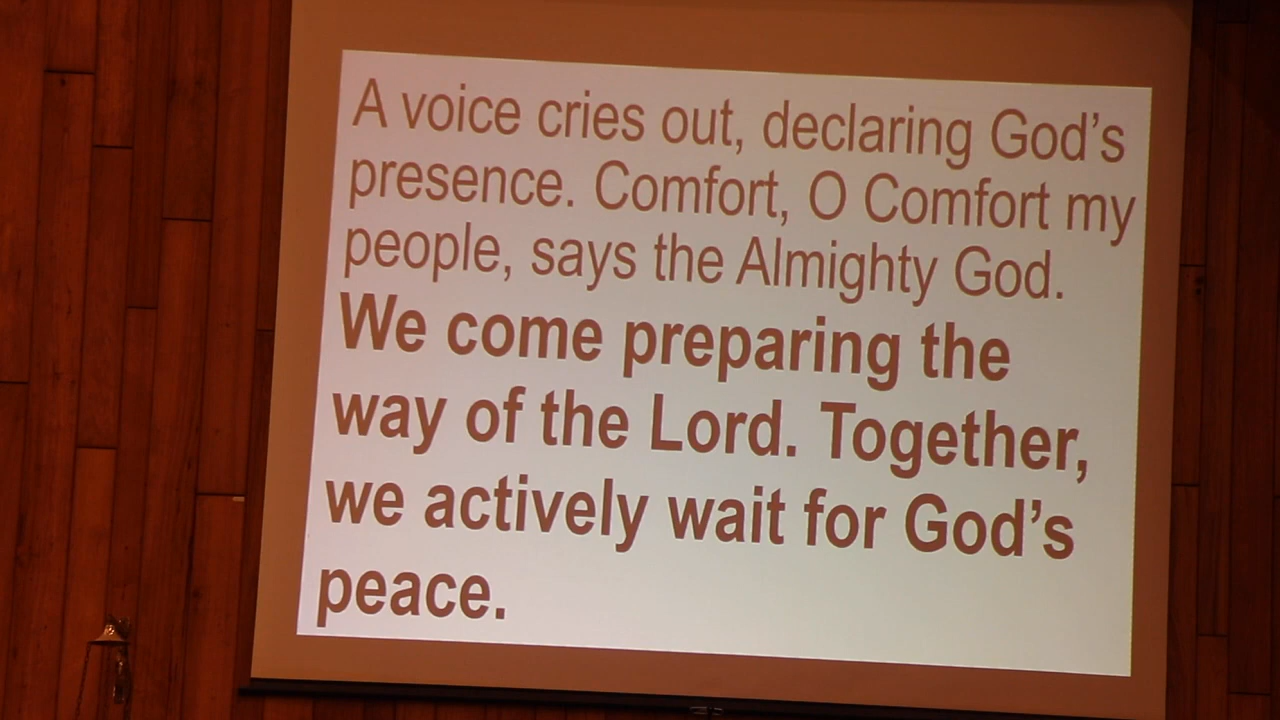 A voice cries out, declaring God's
presence. Comfort, O Comfort my
people, says the Almighty God.
We come preparing the
way of the Lord. Together,
we actively wait for God's
peace.